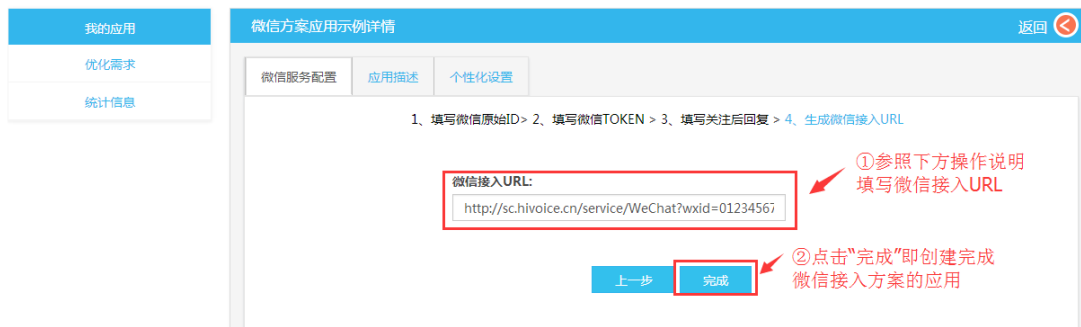 我的应用
优化需求
统计信息
微信方案应用示例详情
返回
微信服务配置
应用描述
个性化设置
1、填写微信原始ID> 2、填写微信TOKEN > 3、填写关注后回复 > 4、生成微信接入URL
①参照下方操作说明
填写微信接入URL
微信接入URL:
http://sc.hivoice.cn/service/WeChat?wxid=01234567
②点击“完成”即创建完成
微信接入方案的应用
上一步
完成